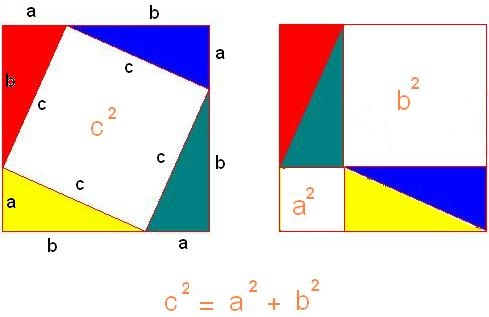 a b
b c a
c
c²
c b
c
a
b a
b²
a²
c² = a² + b²